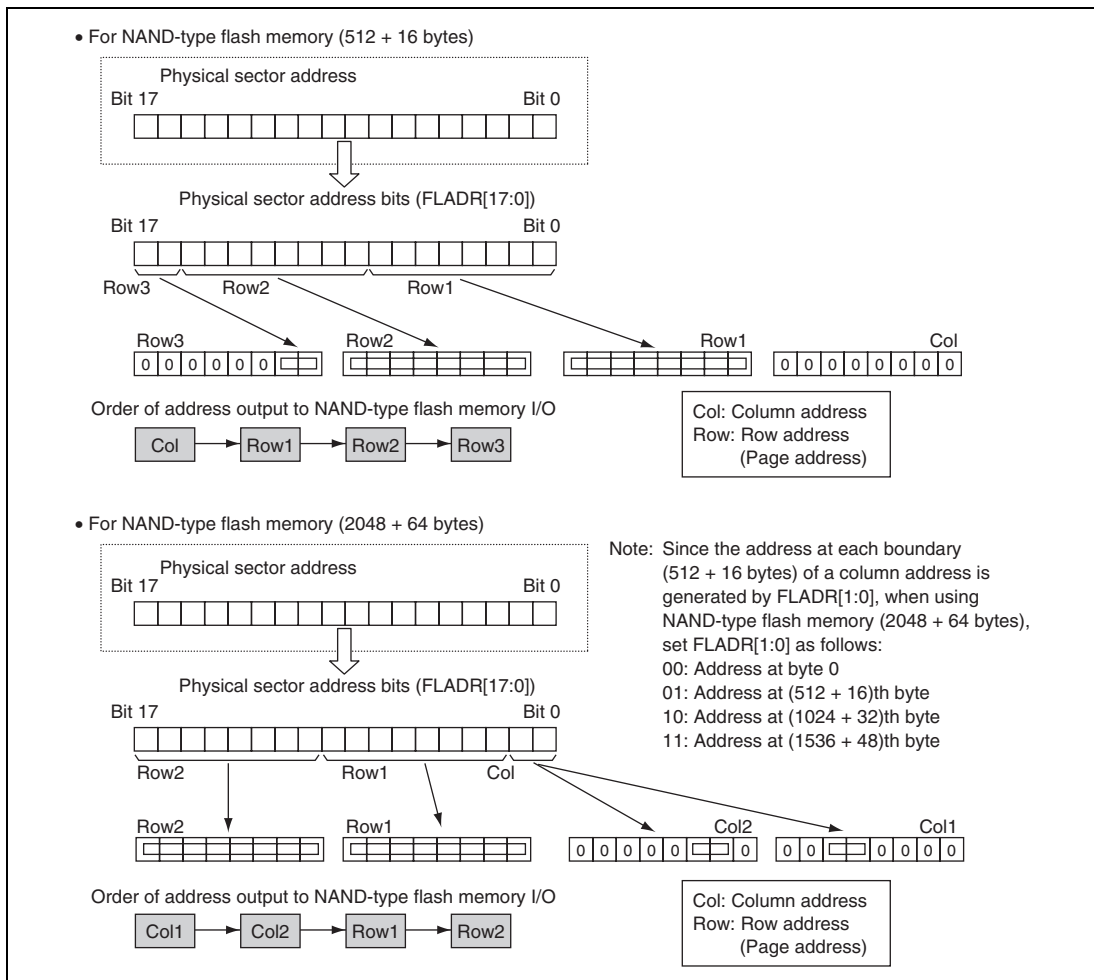 • For NAND-type flash memory (512 + 16 bytes)
Physical sector address
Bit 17 Bit 0
Physical sector address bits (FLADR[17:0])
Bit 17 Bit 0
Row3 Row2 Row1
Row3 Row2 Row1 Col
0 0 0 0 0 0 0 0 0 0 0 0 0 0
Order of address output to NAND-type flash memory I/O
Col Row1 Row2 Row3
Col: Column address
Row: Row address
(Page address)
• For NAND-type flash memory (2048 + 64 bytes)
Physical sector address
Bit 17 Bit 0
Physical sector address bits (FLADR[17:0])
Bit 17 Bit 0
Note: Since the address at each boundary
(512 + 16 bytes) of a column address is
generated by FLADR[1:0], when using
NAND-type flash memory (2048 + 64 bytes),
set FLADR[1:0] as follows:
00: Address at byte 0
01: Address at (512 + 16)th byte
10: Address at (1024 + 32)th byte
11: Address at (1536 + 48)th byte
Row2 Row1 Col
Row2 Row1 Col2 Col1
0 0 0 0 0 0 0 0 0 0 0 0
Order of address output to NAND-type flash memory I/O
Col1 Col2 Row1 Row2
Col: Column address
Row: Row address
(Page address)